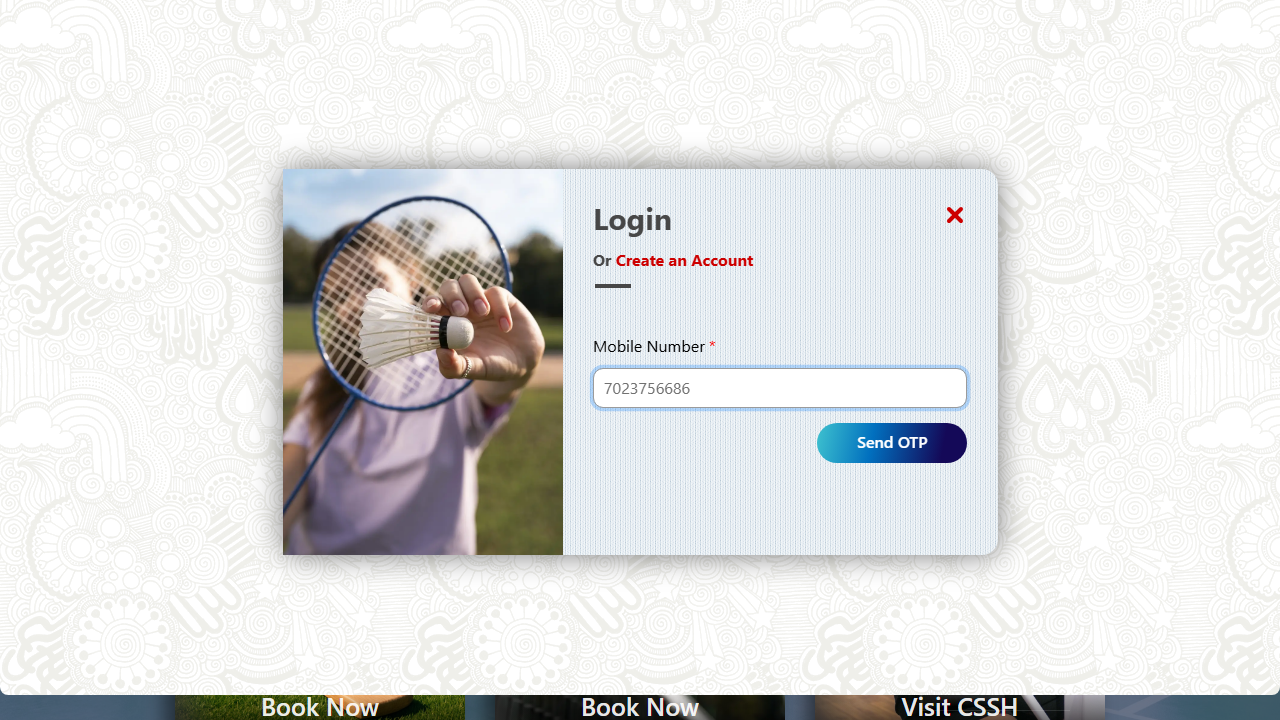 Login
Or Create an Account
Mobile Number *
7023756686
Send OTP
Book Now
Book Now
Visit CSSH